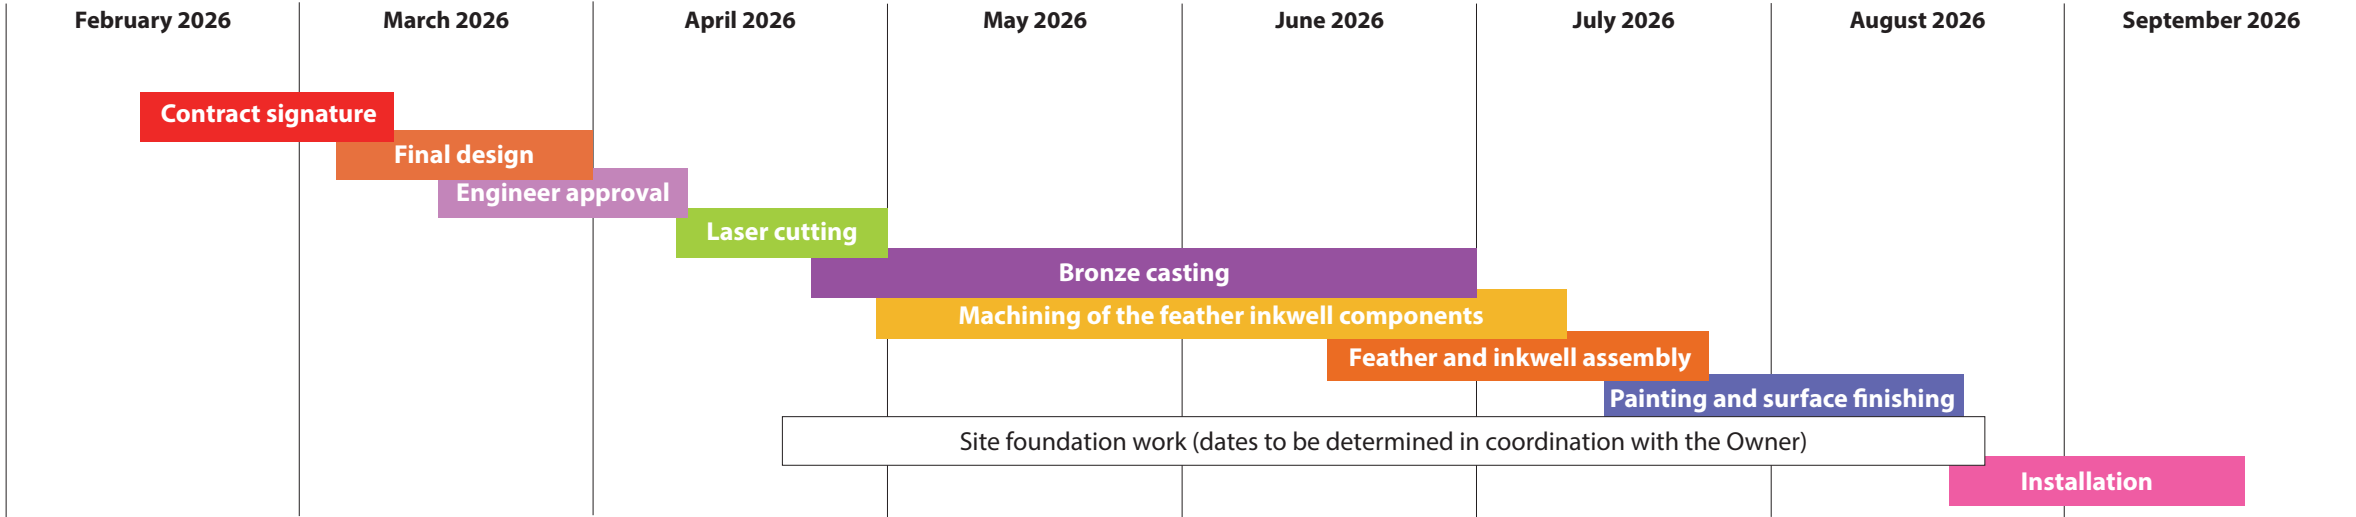 February 2026
March 2026
April 2026
May 2026
June 2026
July 2026
August 2026
September 2026
Contract signature
Final design
Engineer approval
Laser cutting
Bronze casting
Machining of the feather inkwell components
Feather and inkwell assembly
Painting and surface finishing
Site foundation work (dates to be determined in coordination with the Owner)
Installation